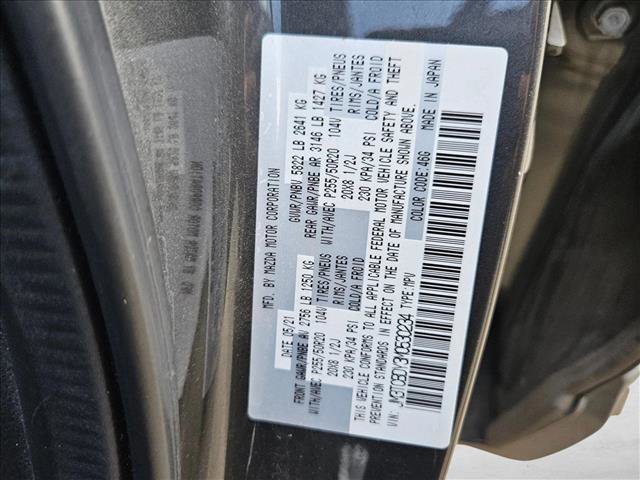 MFD. BY MAZDA MOTOR CORPORATION
DATE 05/21 GVWR/PNBV 5822 LB 2641 KG
FRONT GAWR/PNBE AV 2756 LB 1250 KG REAR GAWR/PNBE AR 3146 LB 1427 KG
WITH/AVEC P255/50R20 104V TIRES/PNEUS WITH/AVEC P255/50R20 104V TIRES/PNEUS
20X8 1/2J RIMS/JANTES 20X8 1/2J RIMS/JANTES
230 KPA/34 PSI COLD/A FROID 230 KPA/34 PSI COLD/A FROID
THIS VEHICLE CONFORMS TO ALL APPLICABLE FEDERAL MOTOR VEHICLE SAFETY AND THEFT
PREVENTION STANDARDS IN EFFECT ON THE DATE OF MANUFACTURE SHOWN ABOVE.
VIN: JM3TCBDY3M0530234 TYPE:MPV COLOR CODE:46G MADE IN JAPAN